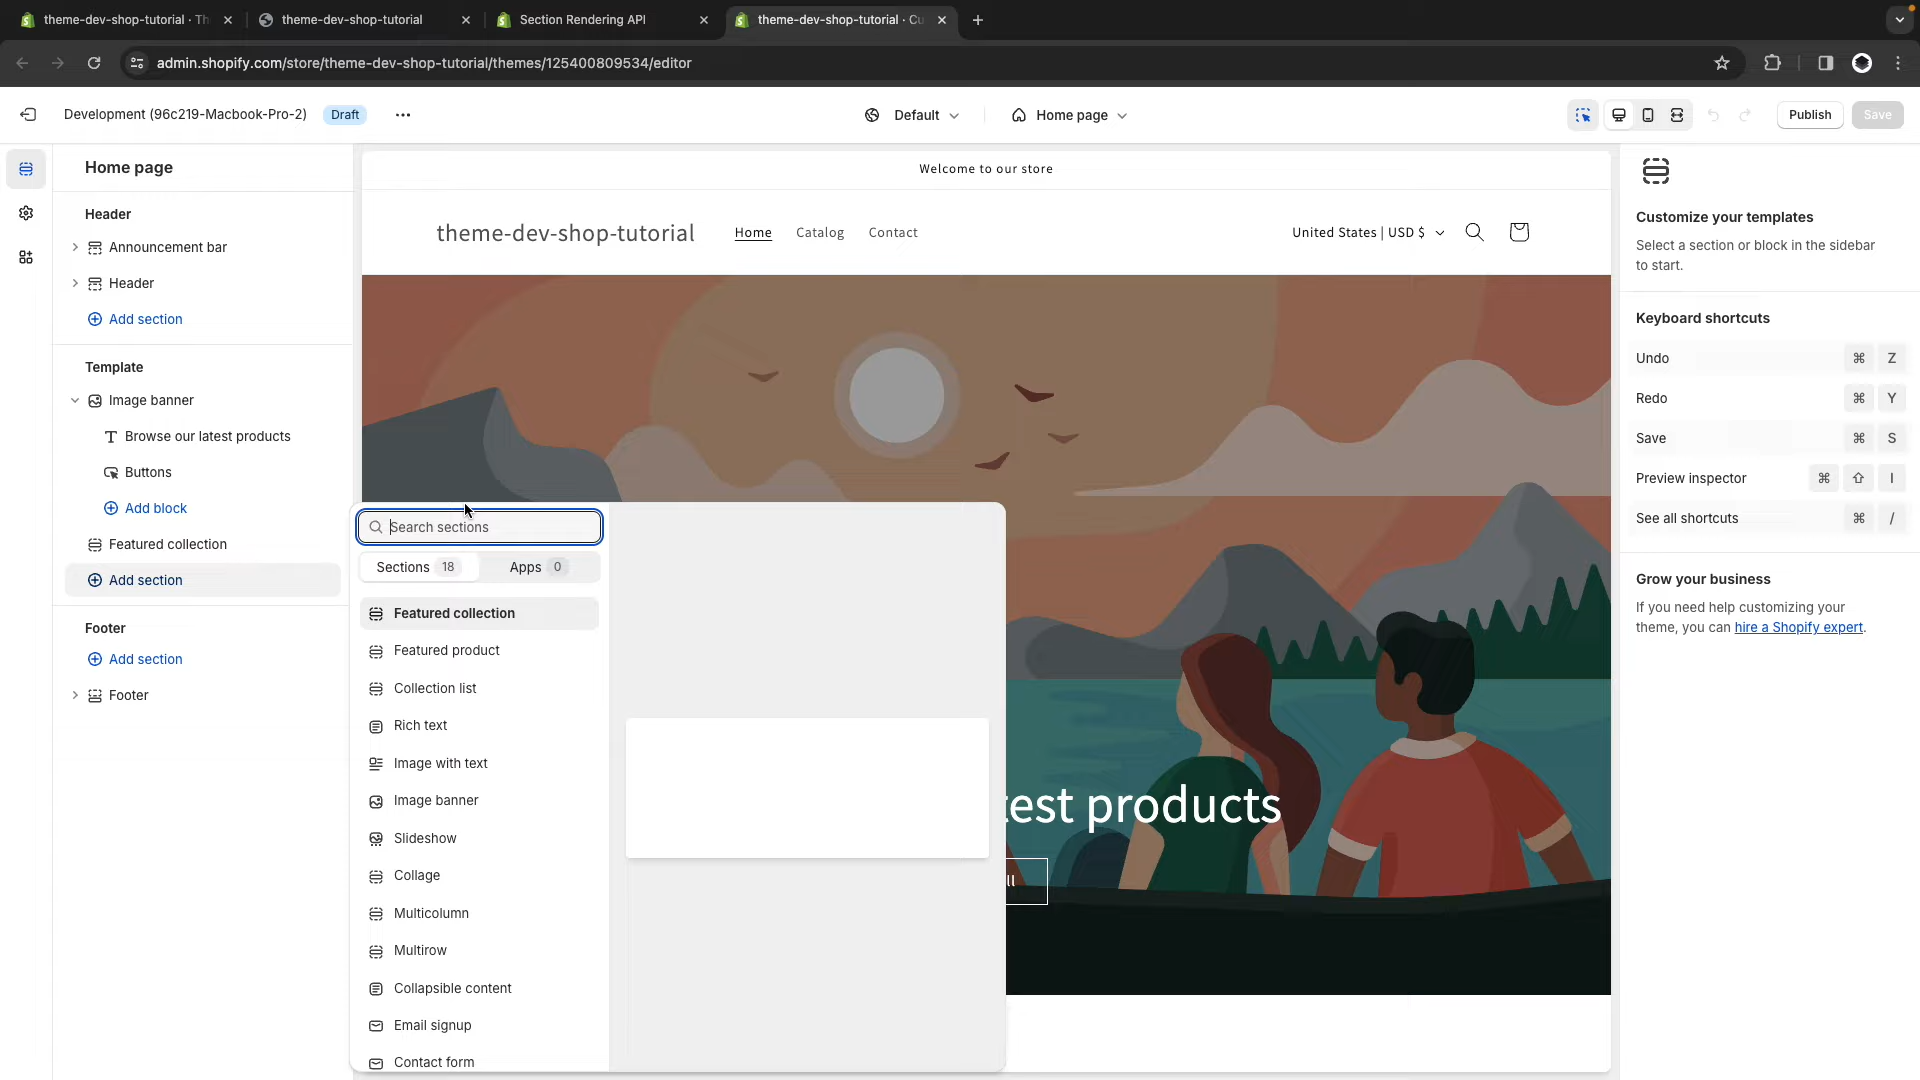 theme-dev-shop-tutorial · Th
theme-dev-shop-tutorial
Section Rendering API
theme-dev-shop-tutorial · Cu
admin.shopify.com/store/theme-dev-shop-tutorial/themes/125400809534/editor
Development (96c219-Macbook-Pro-2)
Draft
Default
Home page
Publish
Save
Home page
Header
Announcement bar
Header
Add section
Template
Image banner
Browse our latest products
Buttons
Add block
Featured collection
Add section
Footer
Add section
Footer
Welcome to our store
theme-dev-shop-tutorial
Home
Catalog
Contact
United States | USD $
Search sections
Sections 18
Apps 0
Featured collection
Featured product
Collection list
Rich text
Image with text
Image banner
Slideshow
Collage
Multicolumn
Multirow
Collapsible content
Email signup
Contact form
test products
ll
Customize your templates
Select a section or block in the sidebar
to start.
Keyboard shortcuts
Undo ⌘ Z
Redo ⌘ Y
Save ⌘ S
Preview inspector ⌘ ⇧ I
See all shortcuts ⌘ /
Grow your business
If you need help customizing your
theme, you can hire a Shopify expert.